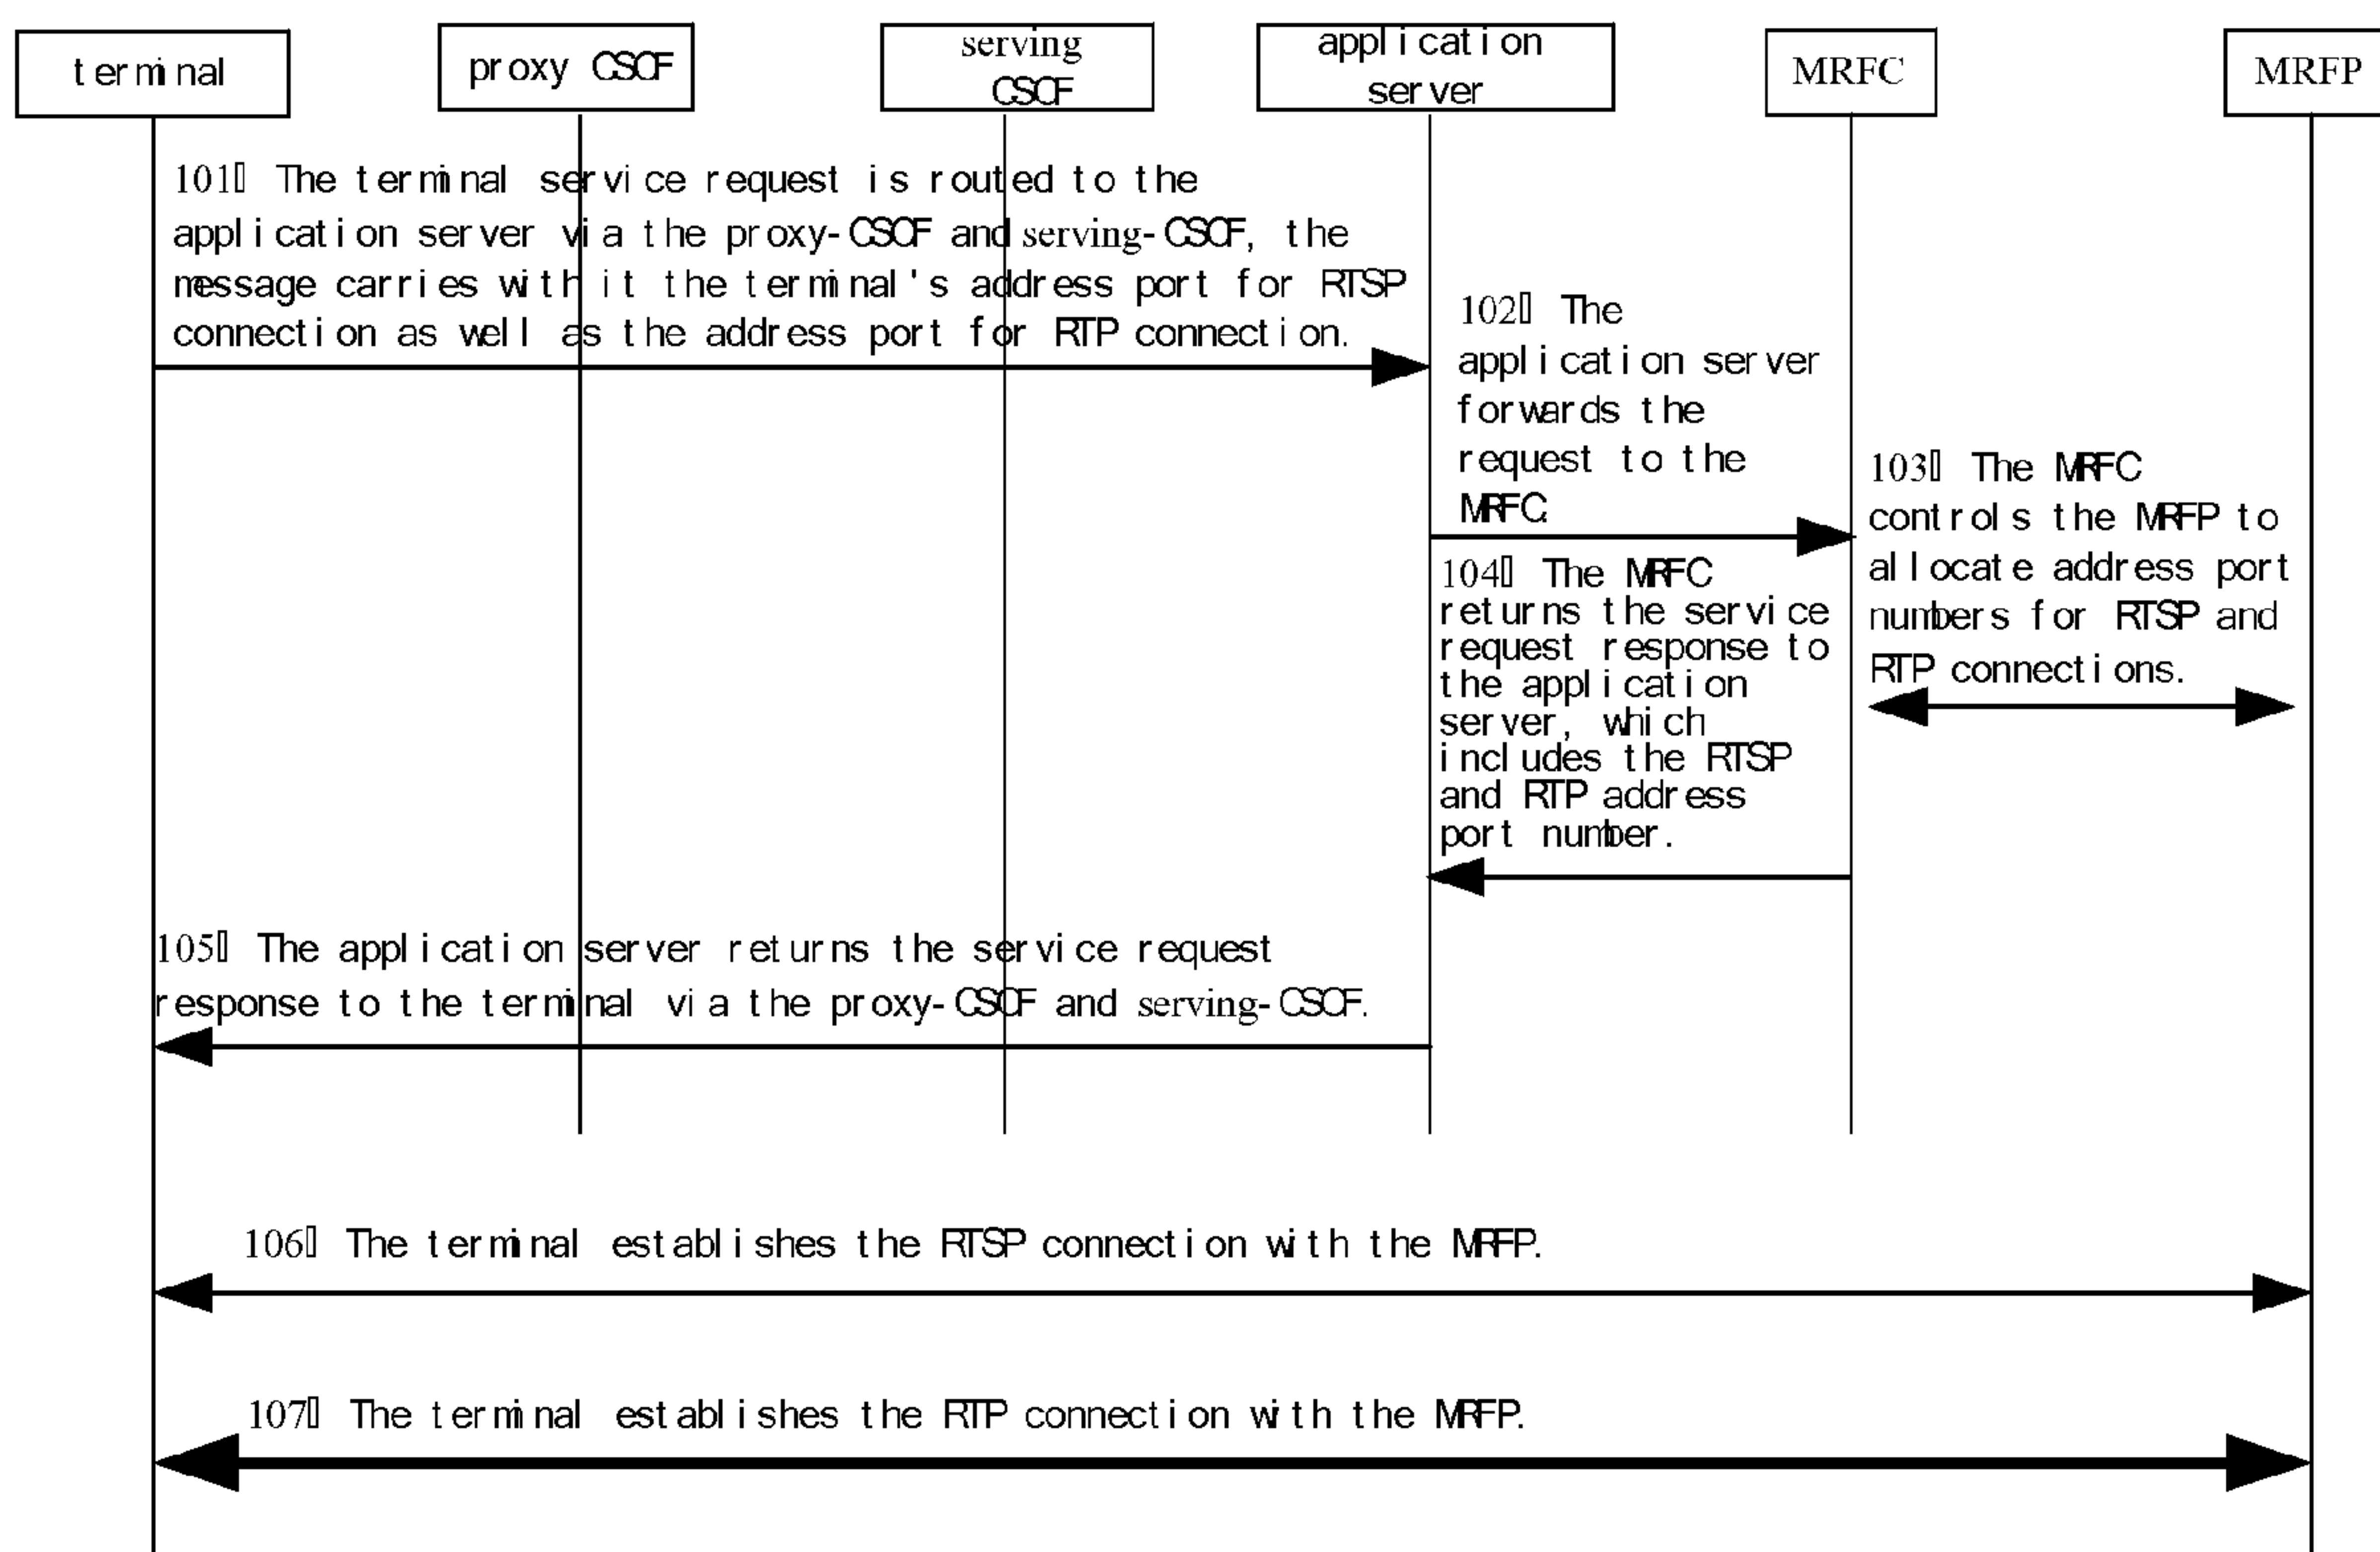 terminal
proxy CSCF
serving
CSCF
application
server
MRFC
MRFP
101 The terminal service request is routed to the
application server via the proxy-CSCF and serving-CSCF, the
message carries with it the terminal's address port for RTSP
connection as well as the address port for RTP connection.
102 The
application server
forwards the
request to the
MRFC.
103 The MRFC
controls the MRFP to
allocate address port
numbers for RTSP and
RTP connections.
104 The MRFC
returns the service
request response to
the application
server, which
includes the RTSP
and RTP address
port number.
105 The application server returns the service request
response to the terminal via the proxy-CSCF and serving-CSCF.
106 The terminal establishes the RTSP connection with the MRFP.
107 The terminal establishes the RTP connection with the MRFP.